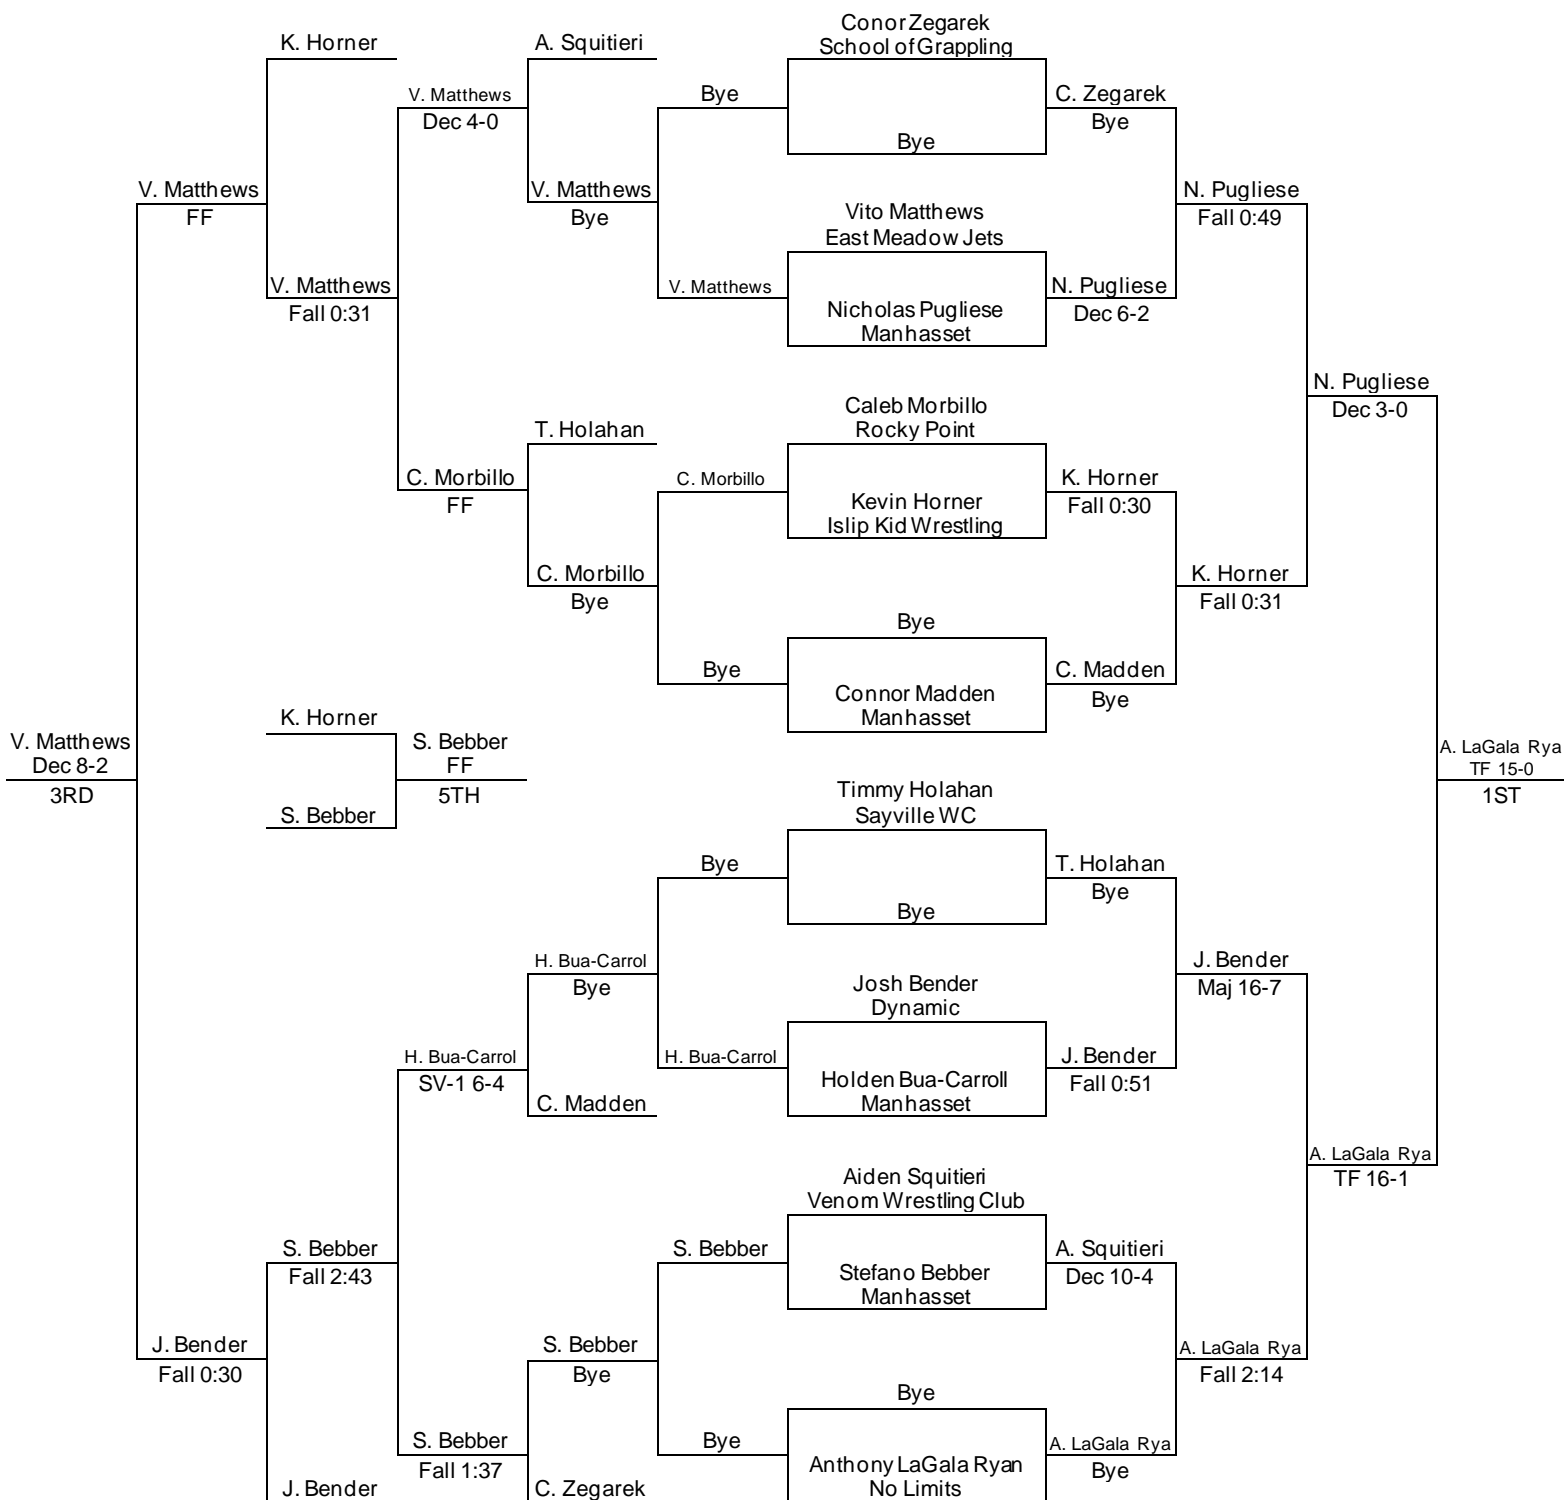 Conor Zegarek
K. Horner
A. Squitieri
School of Grappling
V. Matthews
Bye
C. Zegarek
Dec 4-0
Bye
Bye
V. Matthews
V. Matthews
N. Pugliese
FF
Bye
Vito Matthews
Fall 0:49
East Meadow Jets
V. Matthews
V. Matthews
N. Pugliese
Fall 0:31
Nicholas Pugliese
Dec 6-2
Manhasset
N. Pugliese
Caleb Morbillo
Dec 3-0
T. Holahan
Rocky Point
C. Morbillo
C. Morbillo
K. Horner
FF
Kevin Horner
Fall 0:30
Islip Kid Wrestling
C. Morbillo
K. Horner
Bye
Fall 0:31
Bye
Bye
C. Madden
Connor Madden
Bye
K. Horner
Manhasset
V. Matthews
S. Bebber
A. LaGala Rya
Dec 8-2
FF
TF 15-0
3RD
5TH
Timmy Holahan
1ST
S. Bebber
Sayville WC
Bye
T. Holahan
Bye
Bye
H. Bua-Carrol
J. Bender
Bye
Josh Bender
Maj 16-7
Dynamic
H. Bua-Carrol
H. Bua-Carrol
J. Bender
SV-1 6-4
Holden Bua-Carroll
Fall 0:51
C. Madden
Manhasset
A. LaGala Rya
Aiden Squitieri
TF 16-1
Venom Wrestling Club
S. Bebber
S. Bebber
A. Squitieri
Fall 2:43
Stefano Bebber
Dec 10-4
Manhasset
J. Bender
S. Bebber
A. LaGala Rya
Fall 0:30
Bye
Fall 2:14
Bye
S. Bebber
Bye
A. LaGala Rya
Fall 1:37
Anthony LaGala Ryan
Bye
J. Bender
C. Zegarek
No Limits